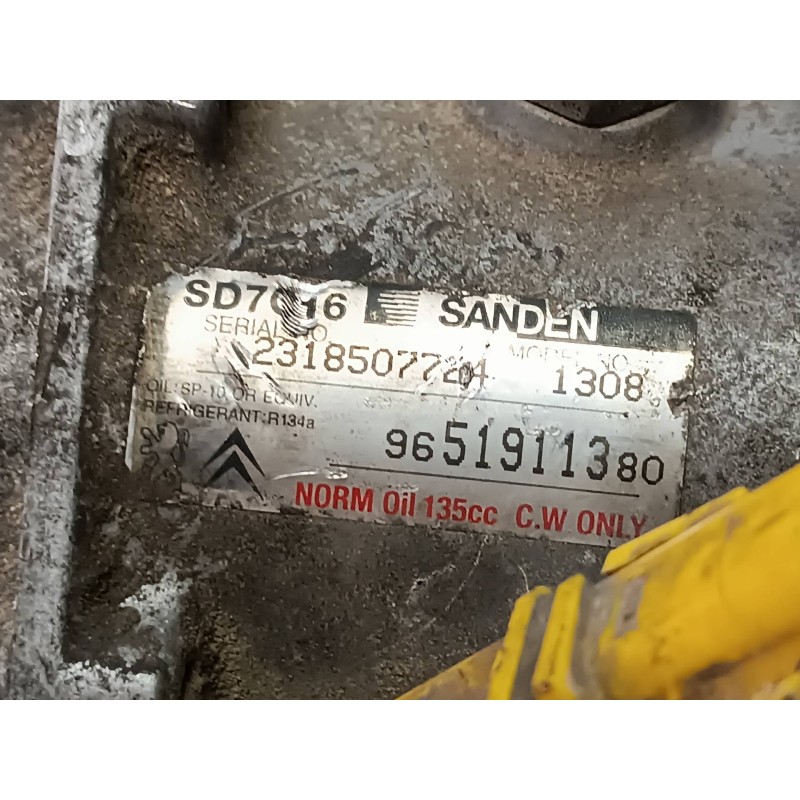 SD7C16 SANDEN
SERIAL NO. MODEL NO.
1308
OIL:SP-10 OR EQUIV.
REFRIGERANT:R134a
9651911380
NORM Oil 135cc C.W ONLY